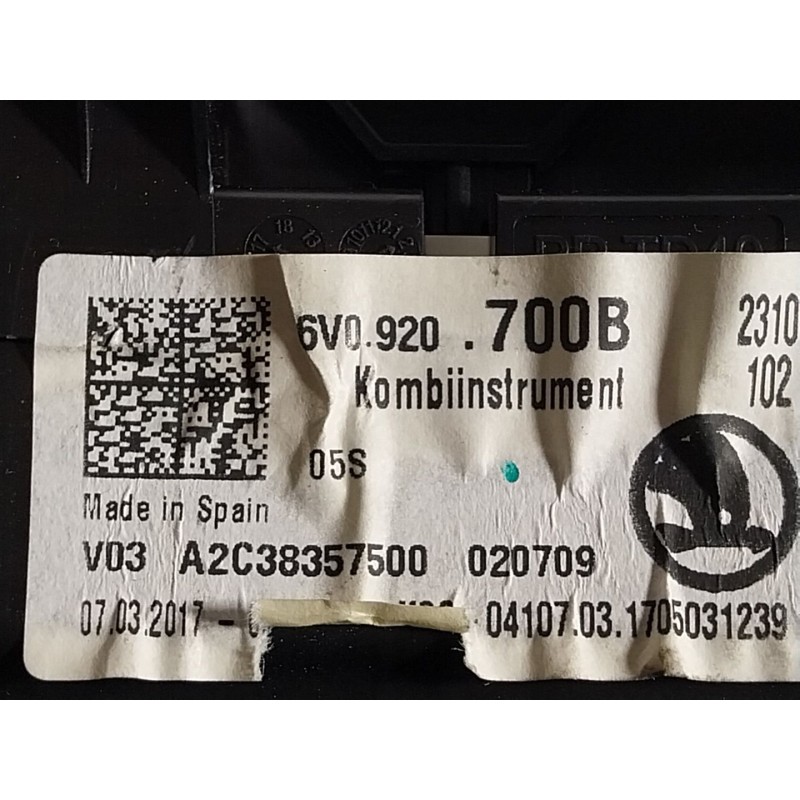 6V0.920 .700B 2310
Kombiinstrument 102
05S
Made in Spain
V03 A2C38357500 020709
07.03.2017 - 04107.03.1705031239